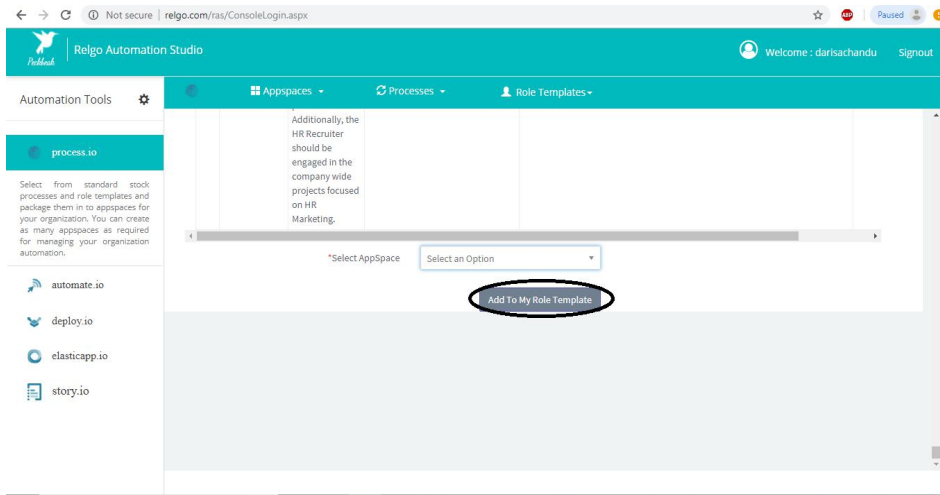 Not secure | relgo.com/ras/ConsoleLogin.aspx
ABP
Paused
Peekbeak
Relgo Automation Studio
Welcome : darisachandu
Signout
Automation Tools
Appspaces
Processes
Role Templates
process.io
Select from standard stock
processes and role templates and
package them in to appspaces for
your organization. You can create
as many appspaces as required
for managing your organization
automation.
automate.io
deploy.io
elasticapp.io
story.io
Additionally, the
HR Recruiter
should be
engaged in the
company wide
projects focused
on HR
Marketing.
*Select AppSpace
Select an Option
Add To My Role Template